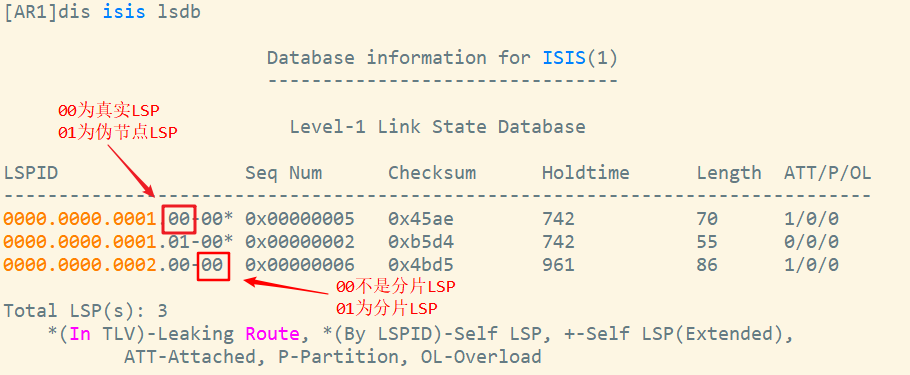 [AR1]dis isis lsdb
Database information for ISIS(1)
--------------------------------
00为真实LSP
01为伪节点LSP
Level-1 Link State Database
LSPID Seq Num Checksum Holdtime Length ATT/P/OL
-------------------------------------------------------------------------------
0000.0000.0001.00-00* 0x00000005 0x45ae 742 70 1/0/0
0000.0000.0001.01-00* 0x00000002 0xb5d4 742 55 0/0/0
0000.0000.0002.00-00 0x00000006 0x4bd5 961 86 1/0/0
00不是分片LSP
01为分片LSP
Total LSP(s): 3
*(In TLV)-Leaking Route, *(By LSPID)-Self LSP, +-Self LSP(Extended),
ATT-Attached, P-Partition, OL-Overload